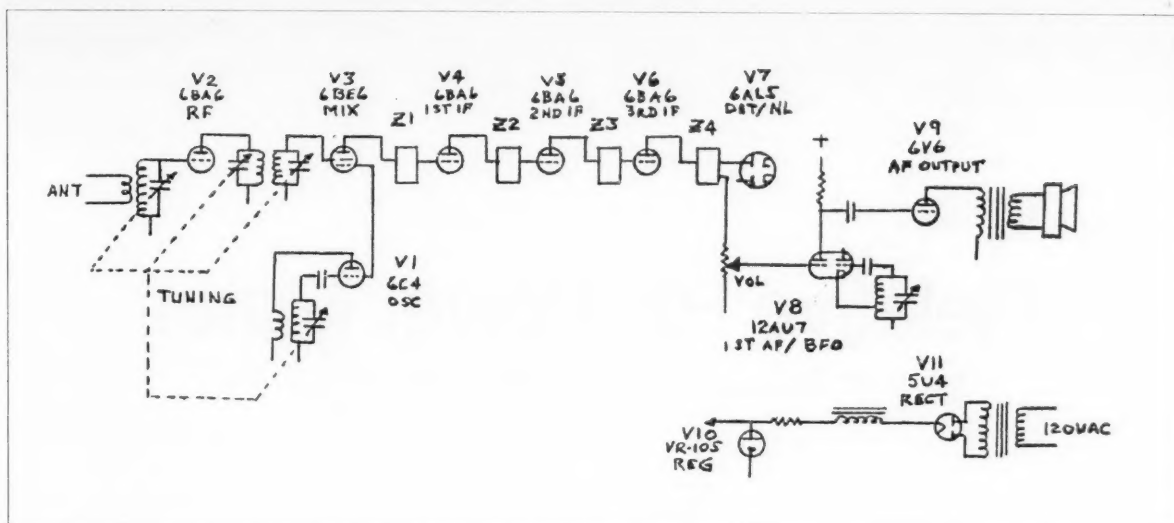 V2
6BA6
RF
V3
6BE6
MIX
Z1
V4
6BA6
1ST IF
Z2
V5
6BA6
2ND IF
Z3
V6
6BA6
3RD IF
Z4
V7
6AL5
DET/NL
ANT
TUNING
V1
6C4
OSC
+
V9
6V6
AF OUTPUT
VOL
V8
12AU7
1ST AF/BFO
V11
5U4
RECT
V10
VR-105
REG
120VAC